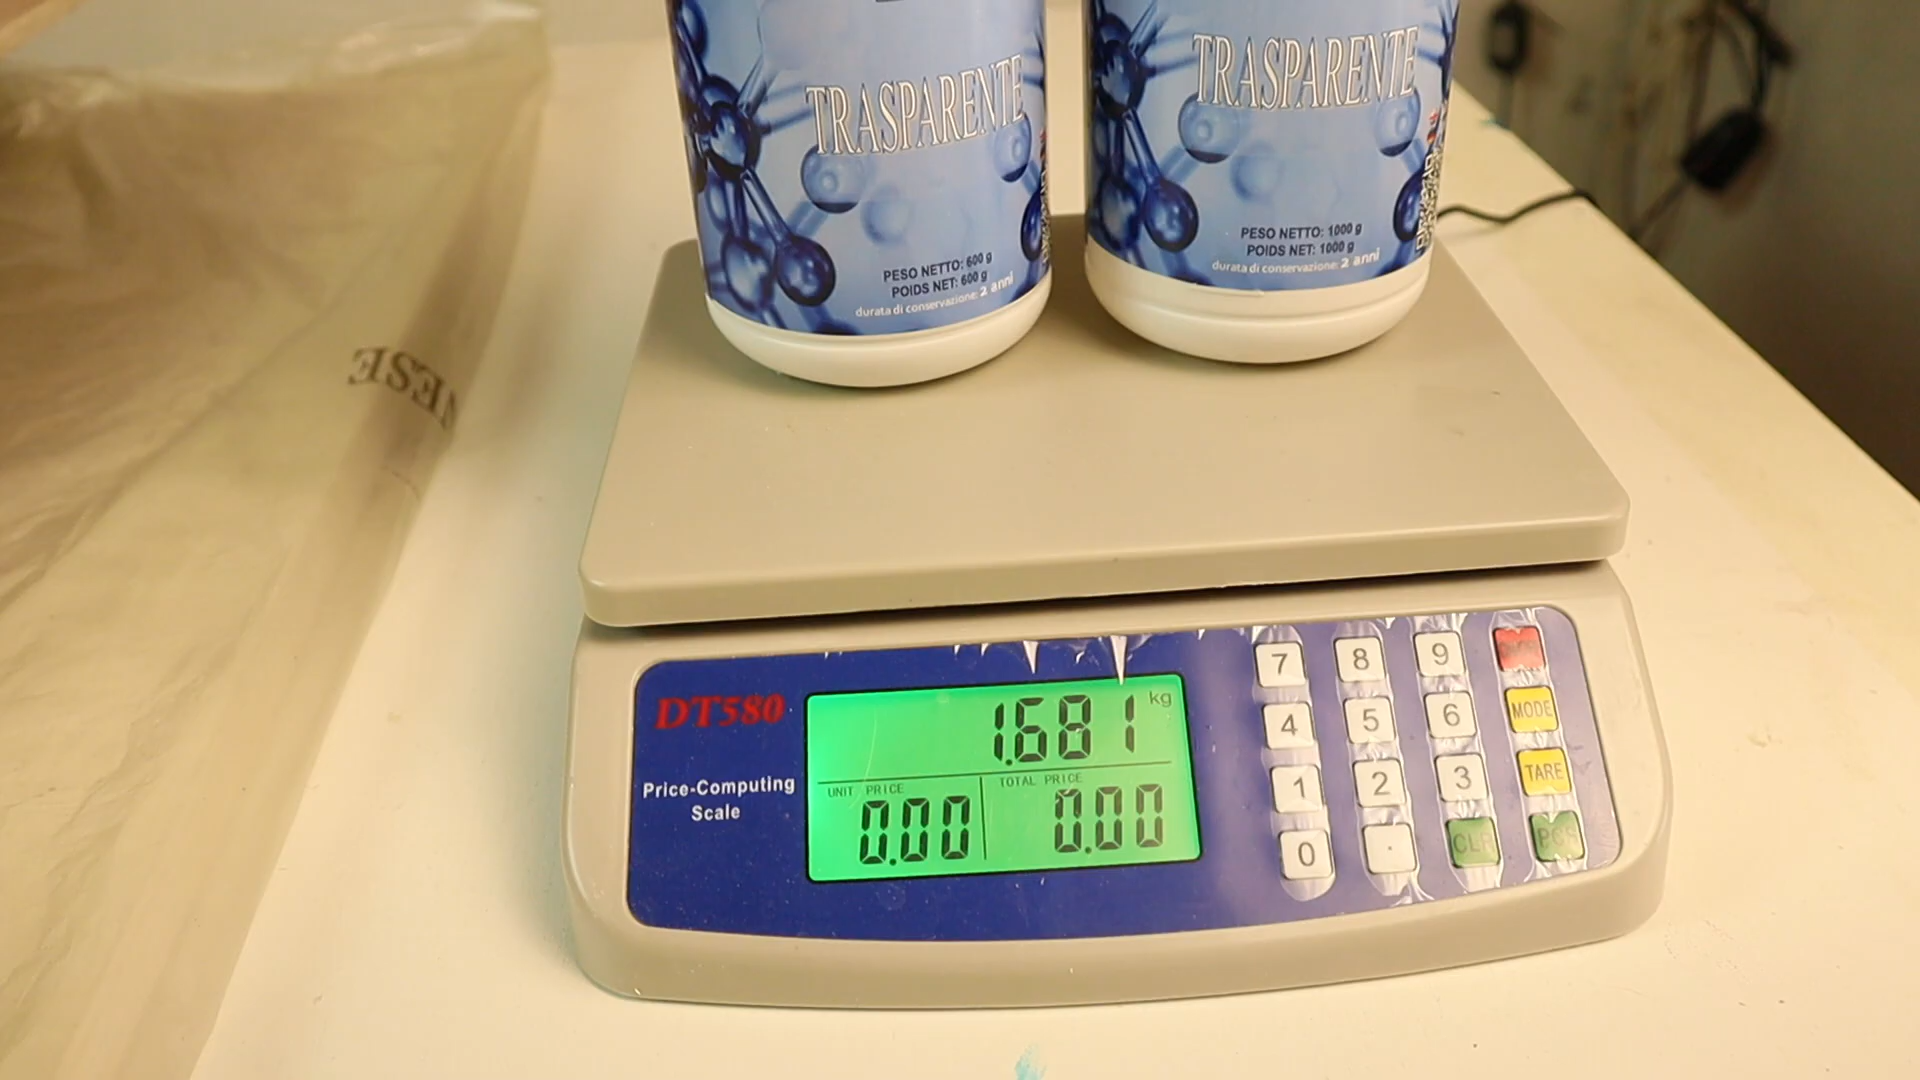 TRASPARENTE
PESO NETTO: 600 g
POIDS NET: 600 g
durata di conservazione: 2 anni
TRASPARENTE
PESO NETTO: 1000 g
POIDS NET: 1000 g
durata di conservazione: 2 anni
NESE
DT580
Price-Computing
Scale
1.681 kg
UNIT PRICE
0.00
TOTAL PRICE
0.00
7 8 9
4 5 6 MODE
1 2 3 TARE
0 . CLR PCS